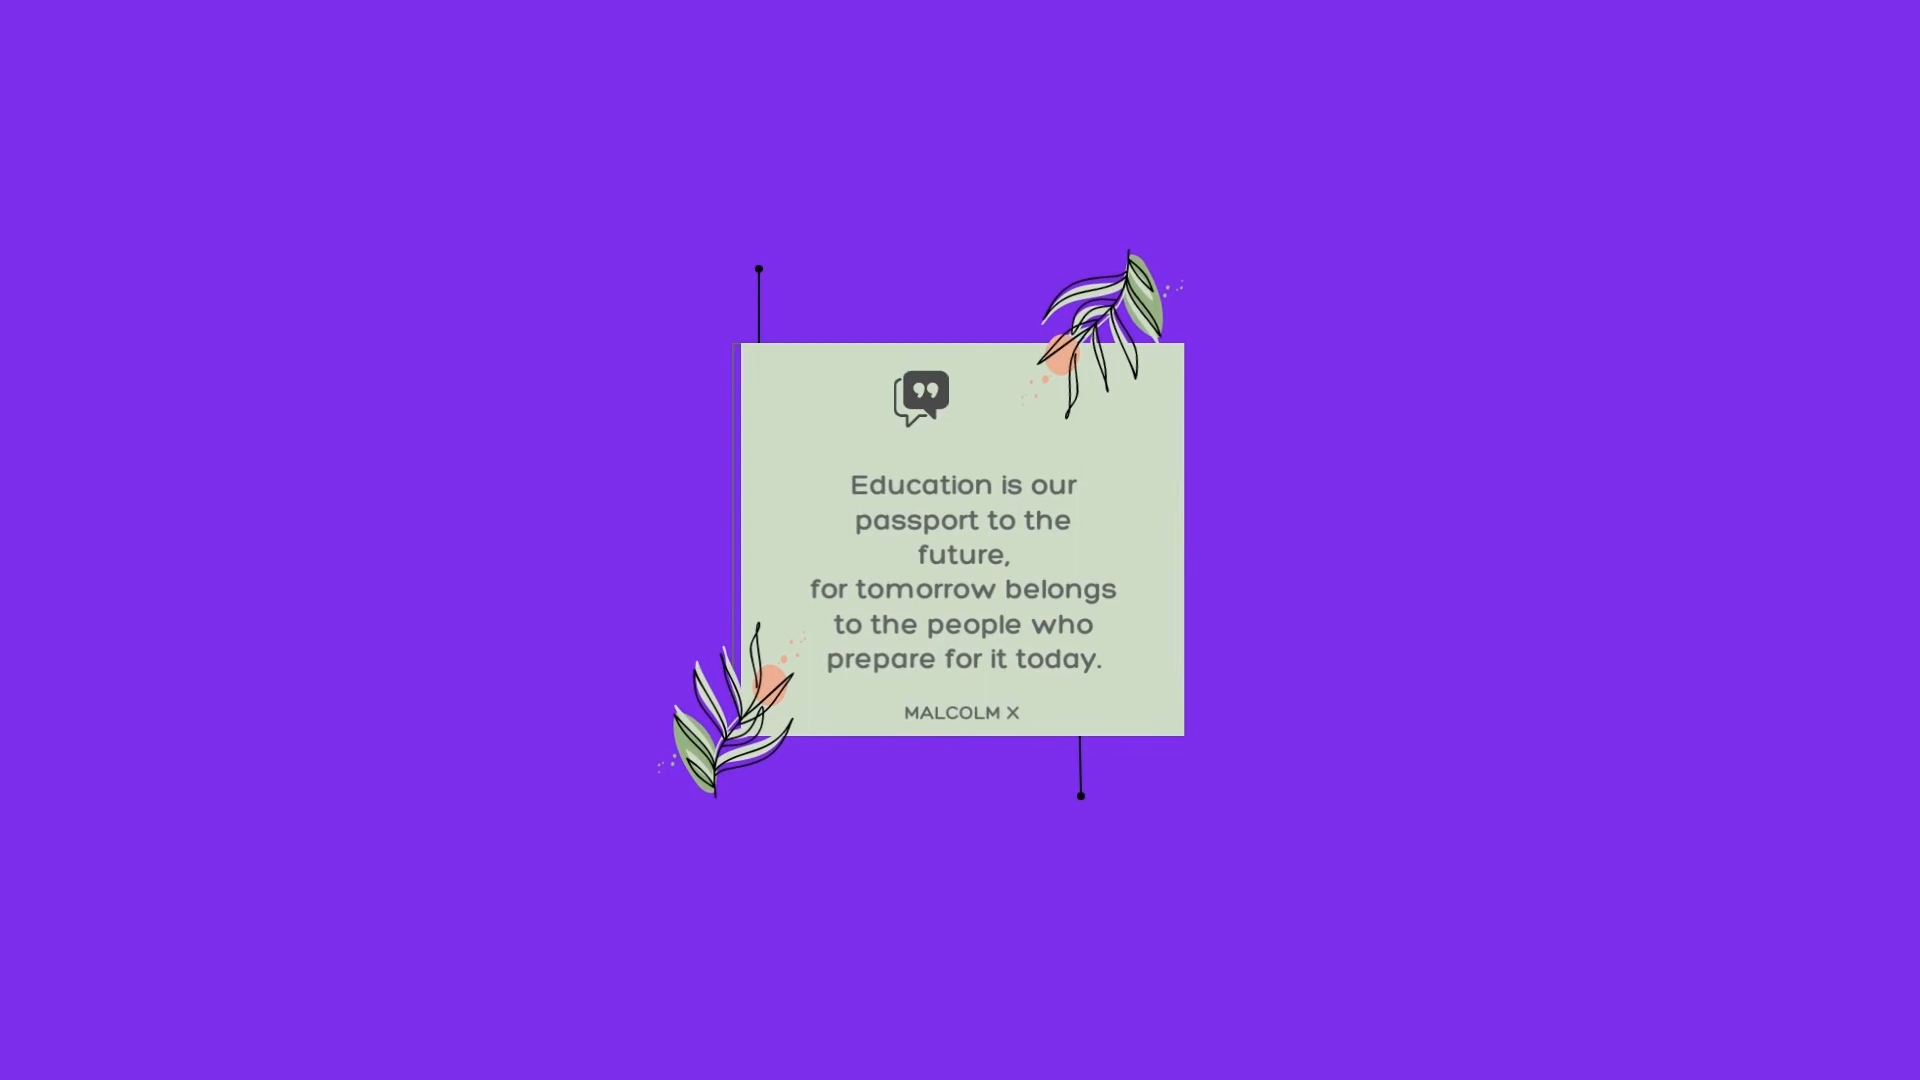 Education is our
passport to the
future,
for tomorrow belongs
to the people who
prepare for it today.
MALCOLM X